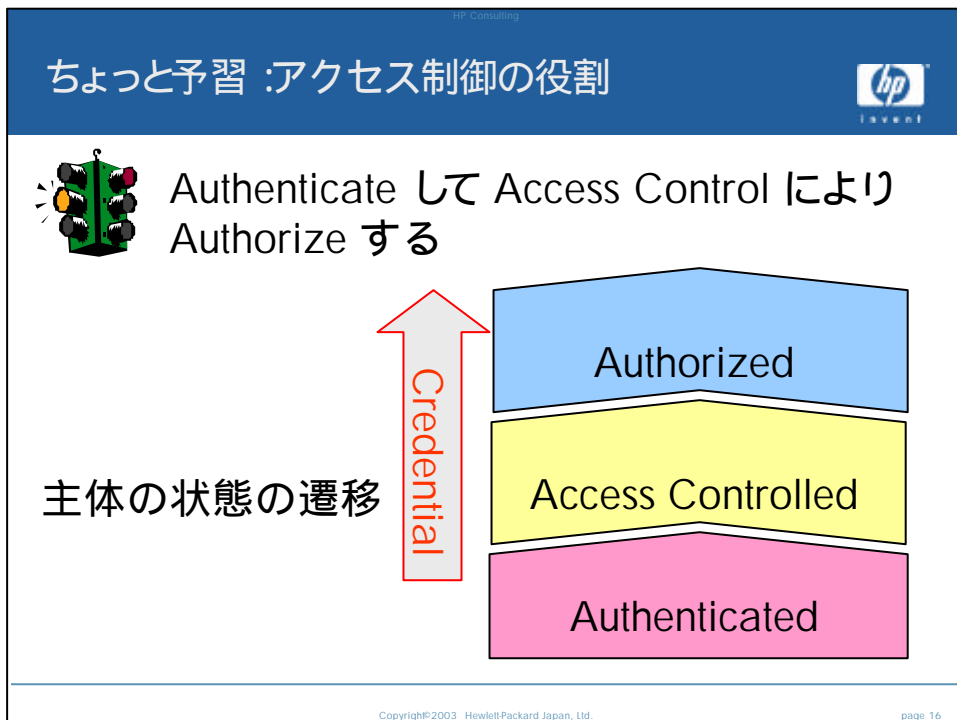 HP Consulting
ちょっと予習 :アクセス制御の役割
hp
invent
Authenticate して Access Control により
Authorize する
Authorized
Credential
主体の状態の遷移
Access Controlled
Authenticated
Copyright©2003 Hewlett-Packard Japan, Ltd.
page 16